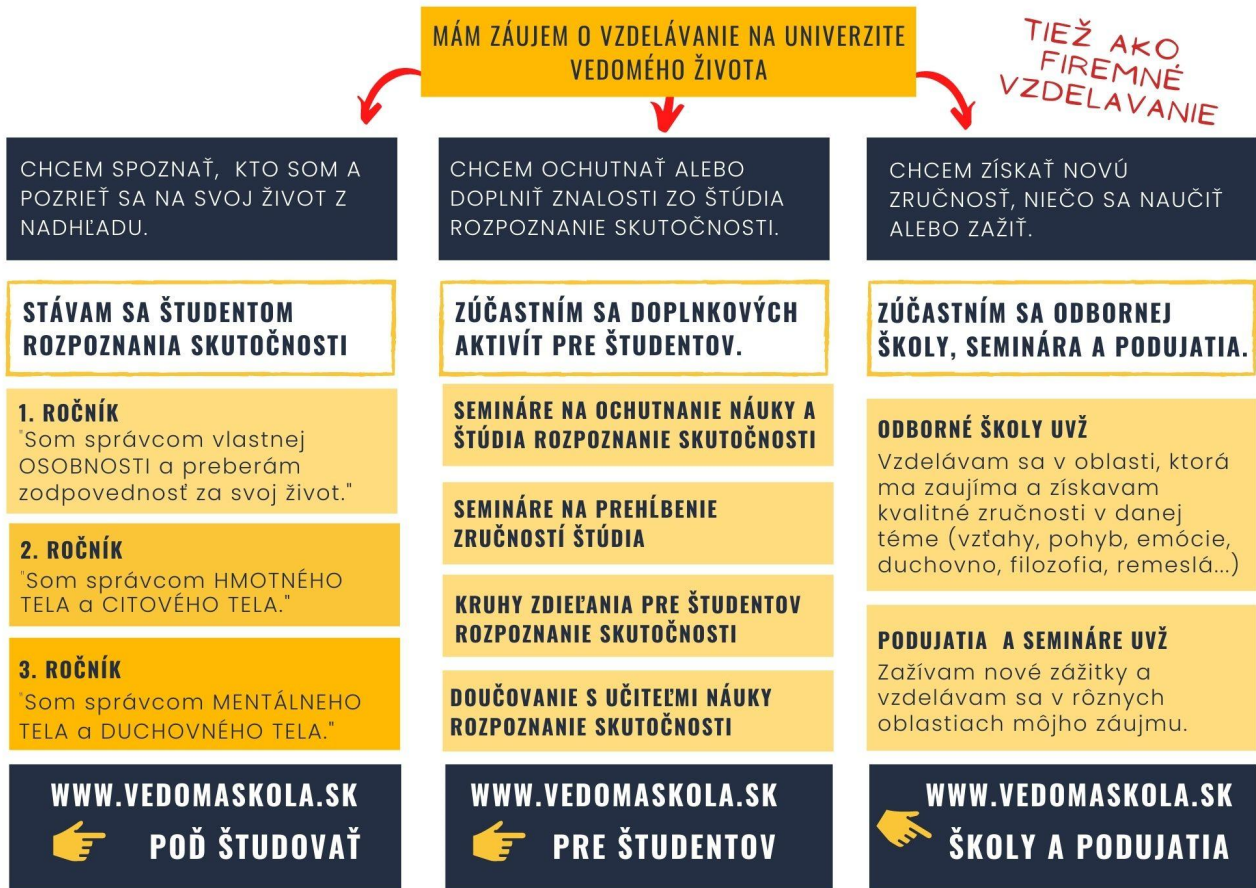 MÁM ZÁUJEM O VZDELÁVANIE NA UNIVERZITE
VEDOMÉHO ŽIVOTA
TIEŽ AKO
FIREMNÉ
VZDELAVANIE
CHCEM SPOZNAŤ, KTO SOM A
POZRIEŤ SA NA SVOJ ŽIVOT Z
NADHĽADU.
STÁVAM SA ŠTUDENTOM
ROZPOZNANIA SKUTOČNOSTI
1. ROČNÍK
"Som správcom vlastnej
OSOBNOSTI a preberám
zodpovednosť za svoj život."
2. ROČNÍK
"Som správcom HMOTNÉHO
TELA a CITOVÉHO TELA."
3. ROČNÍK
"Som správcom MENTÁLNEHO
TELA a DUCHOVNÉHO TELA."
WWW.VEDOMASKOLA.SK
POĎ ŠTUDOVAŤ
CHCEM OCHUTNAŤ ALEBO
DOPLNIŤ ZNALOSTI ZO ŠTÚDIA
ROZPOZNANIE SKUTOČNOSTI.
ZÚČASTNÍM SA DOPLNKOVÝCH
AKTIVÍT PRE ŠTUDENTOV.
SEMINÁRE NA OCHUTNANIE NÁUKY A
ŠTÚDIA ROZPOZNANIE SKUTOČNOSTI
SEMINÁRE NA PREHĹBENIE
ZRUČNOSTÍ ŠTÚDIA
KRUHY ZDIEĽANIA PRE ŠTUDENTOV
ROZPOZNANIE SKUTOČNOSTI
DOUČOVANIE S UČITEĽMI NÁUKY
ROZPOZNANIE SKUTOČNOSTI
WWW.VEDOMASKOLA.SK
PRE ŠTUDENTOV
CHCEM ZÍSKAŤ NOVÚ
ZRUČNOSŤ, NIEČO SA NAUČIŤ
ALEBO ZAŽIŤ.
ZÚČASTNÍM SA ODBORNEJ
ŠKOLY, SEMINÁRA A PODUJATIA.
ODBORNÉ ŠKOLY UVŽ
Vzdelávam sa v oblasti, ktorá
ma zaujíma a získavam
kvalitné zručnosti v danej
téme (vzťahy, pohyb, emócie,
duchovno, filozofia, remeslá...)
PODUJATIA A SEMINÁRE UVŽ
Zažívam nové zážitky a
vzdelávam sa v rôznych
oblastiach môjho záujmu.
WWW.VEDOMASKOLA.SK
ŠKOLY A PODUJATIA